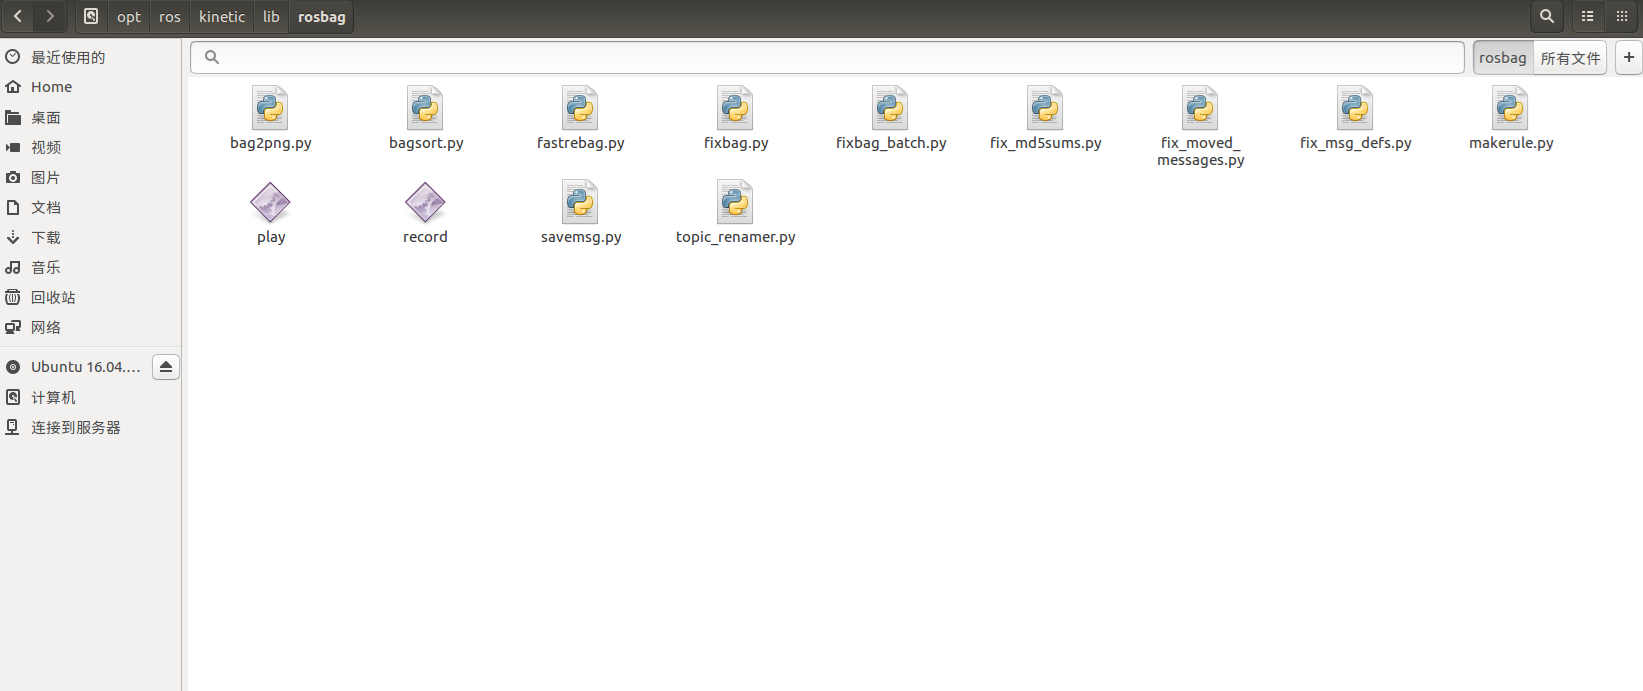 opt ros kinetic lib rosbag
最近使用的
Home
桌面
视频
图片
文档
下载
音乐
回收站
网络
Ubuntu 16.04....
计算机
连接到服务器
rosbag 所有文件
bag2png.py bagsort.py fastrebag.py fixbag.py fixbag_batch.py fix_md5sums.py fix_moved_ fix_msg_defs.py makerule.py
messages.py
play record savemsg.py topic_renamer.py